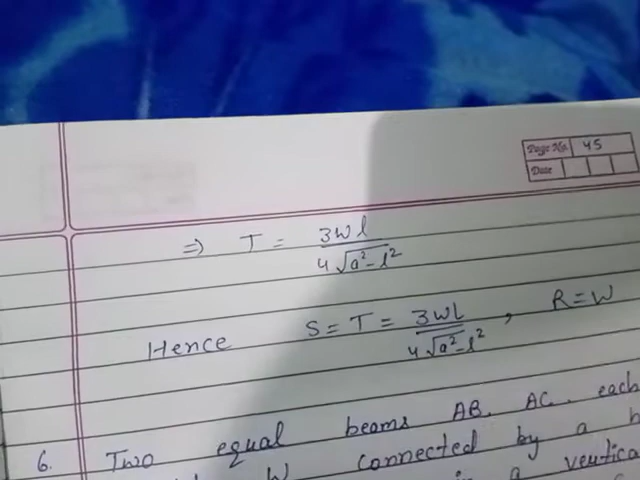 Page No. 45
Date
⇒ T = 3Wl / 4√a²-l²
Hence S = T = 3Wl / 4√a²-l² , R = W
6. Two equal beams AB, AC, each
W connected by a h
in a vertica